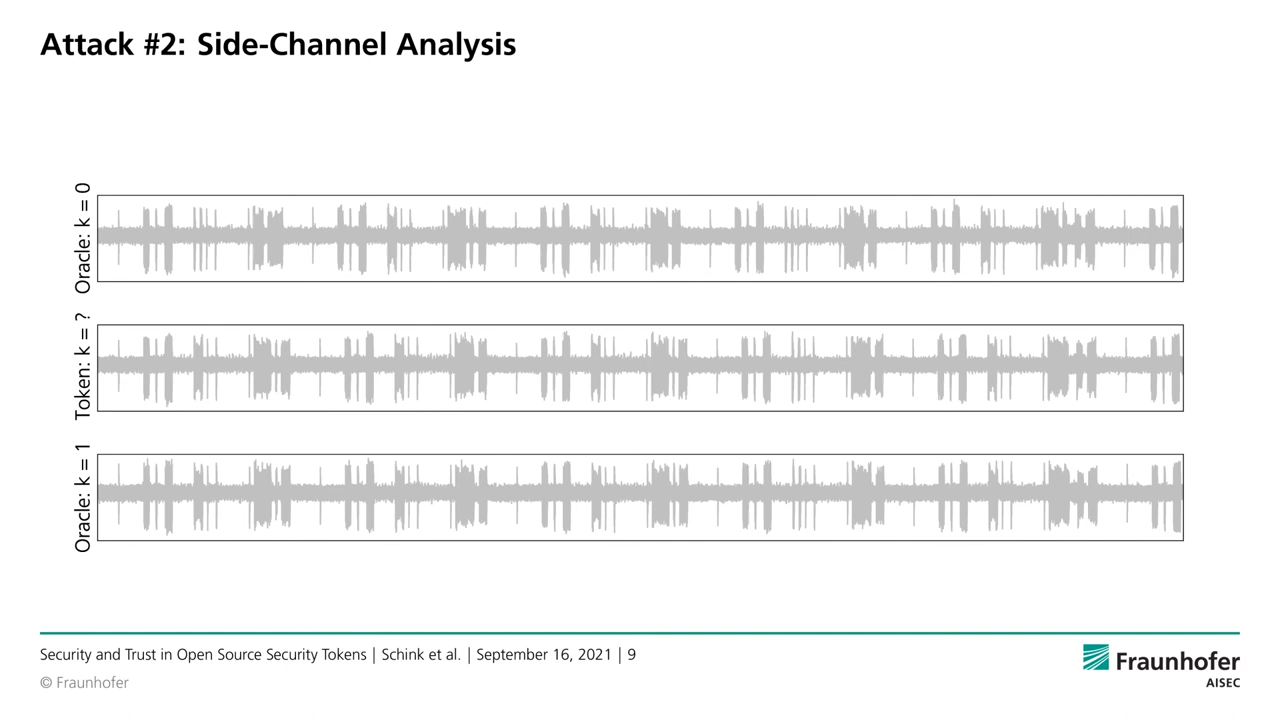 Attack #2: Side-Channel Analysis
Oracle: k = 0
Token: k = ?
Oracle: k = 1
Security and Trust in Open Source Security Tokens | Schink et al. | September 16, 2021 | 9
© Fraunhofer
Fraunhofer
AISEC